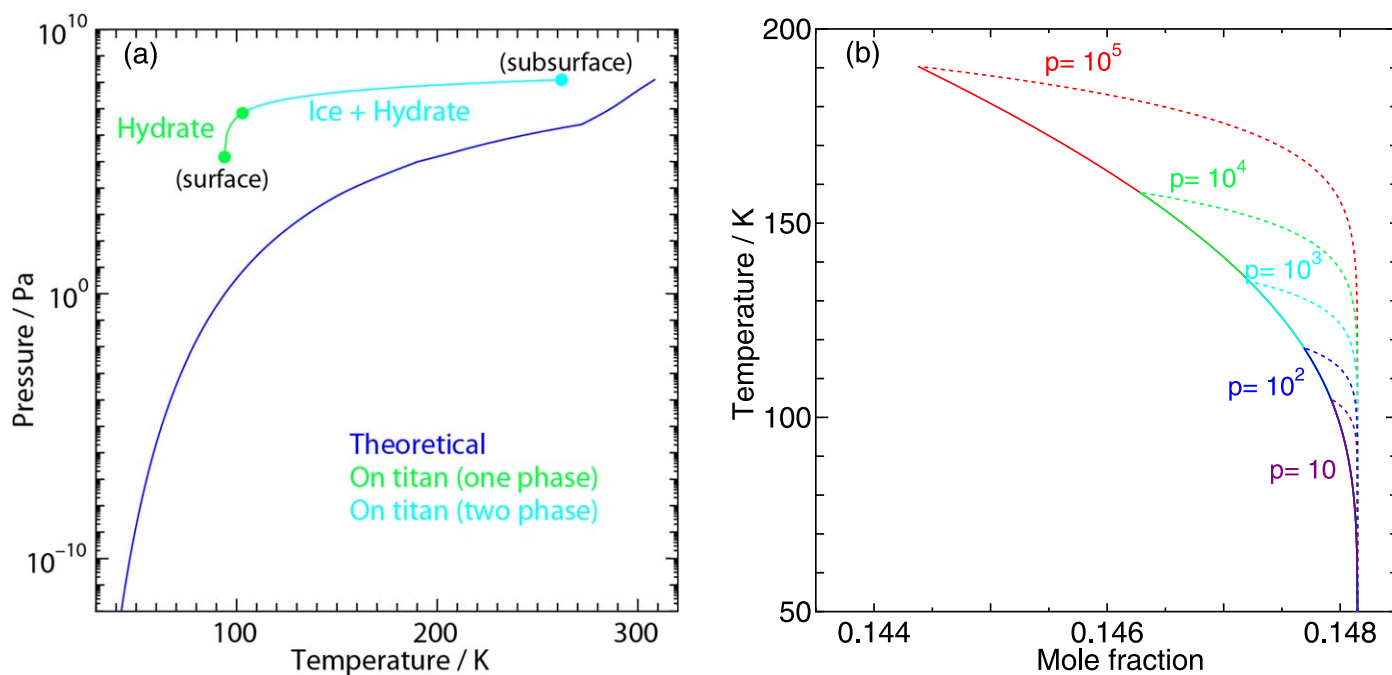 (a)
10^10
(subsurface)
Hydrate
Ice + Hydrate
(surface)
Pressure / Pa
10^0
Theoretical
On titan (one phase)
On titan (two phase)
10^−10
100
200
300
Temperature / K
(b)
200
p= 10^5
p= 10^4
150
p= 10^3
Temperature / K
p= 10^2
100
p= 10
50
0.144
0.146
0.148
Mole fraction